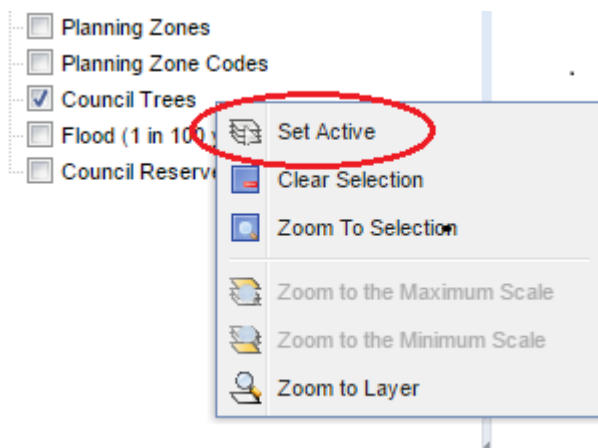 Planning Zones
Planning Zone Codes
Council Trees
Flood (1 in 100
Council Reserve
Set Active
Clear Selection
Zoom To Selection
Zoom to the Maximum Scale
Zoom to the Minimum Scale
Zoom to Layer